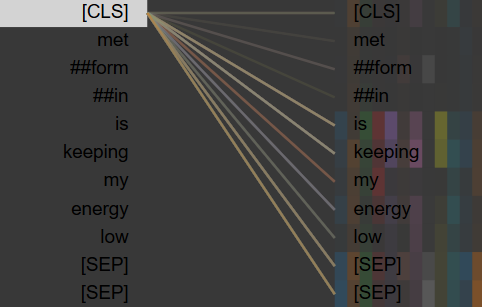 [CLS] [CLS]
met met
##form ##form
##in ##in
is is
keeping keeping
my my
energy energy
low low
[SEP] [SEP]
[SEP] [SEP]